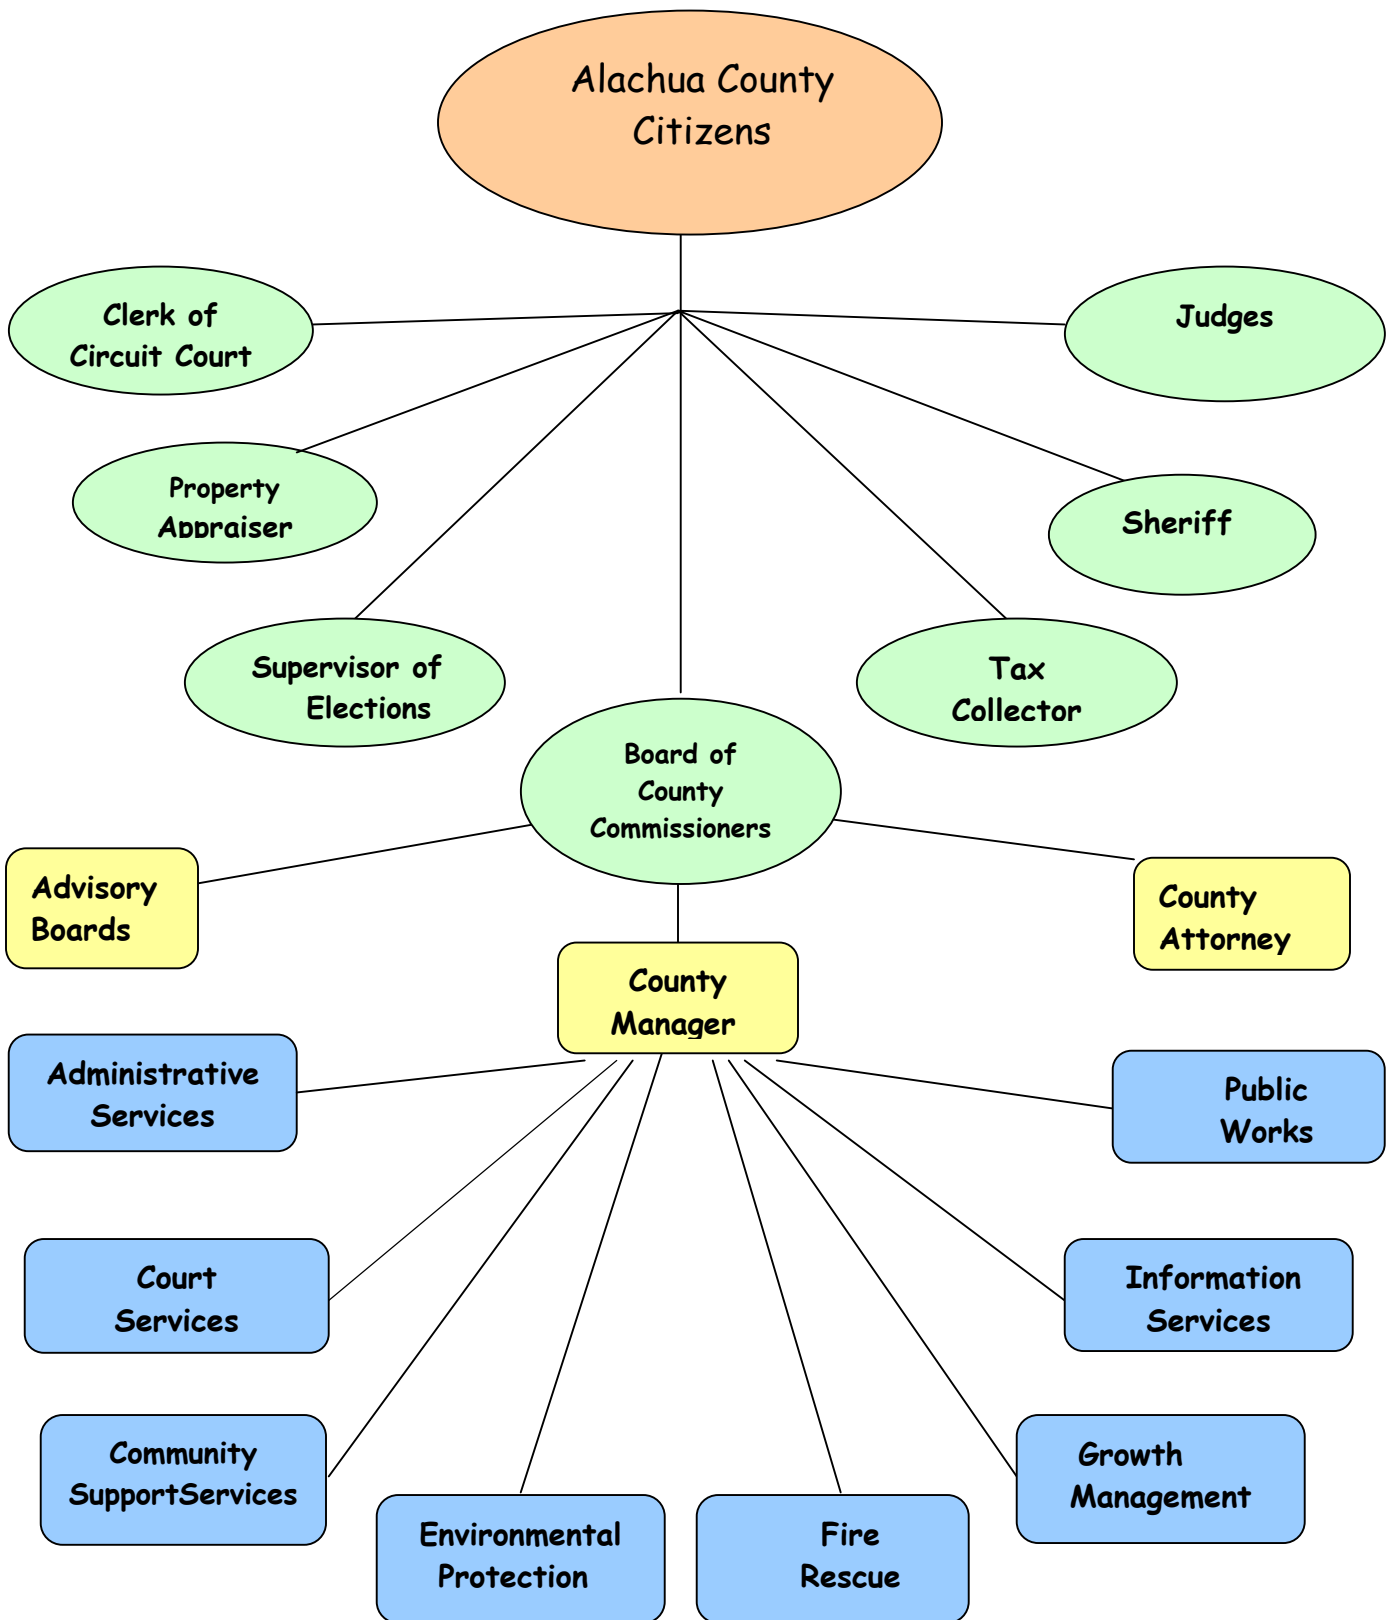 Alachua County
Citizens
Clerk of
Circuit Court
Judges
Property
Appraiser
Sheriff
Supervisor of
Elections
Tax
Collector
Board of
County
Commissioners
Advisory
Boards
County
Attorney
County
Manager
Administrative
Services
Public
Works
Court
Services
Information
Services
Community
SupportServices
Growth
Management
Environmental
Protection
Fire
Rescue